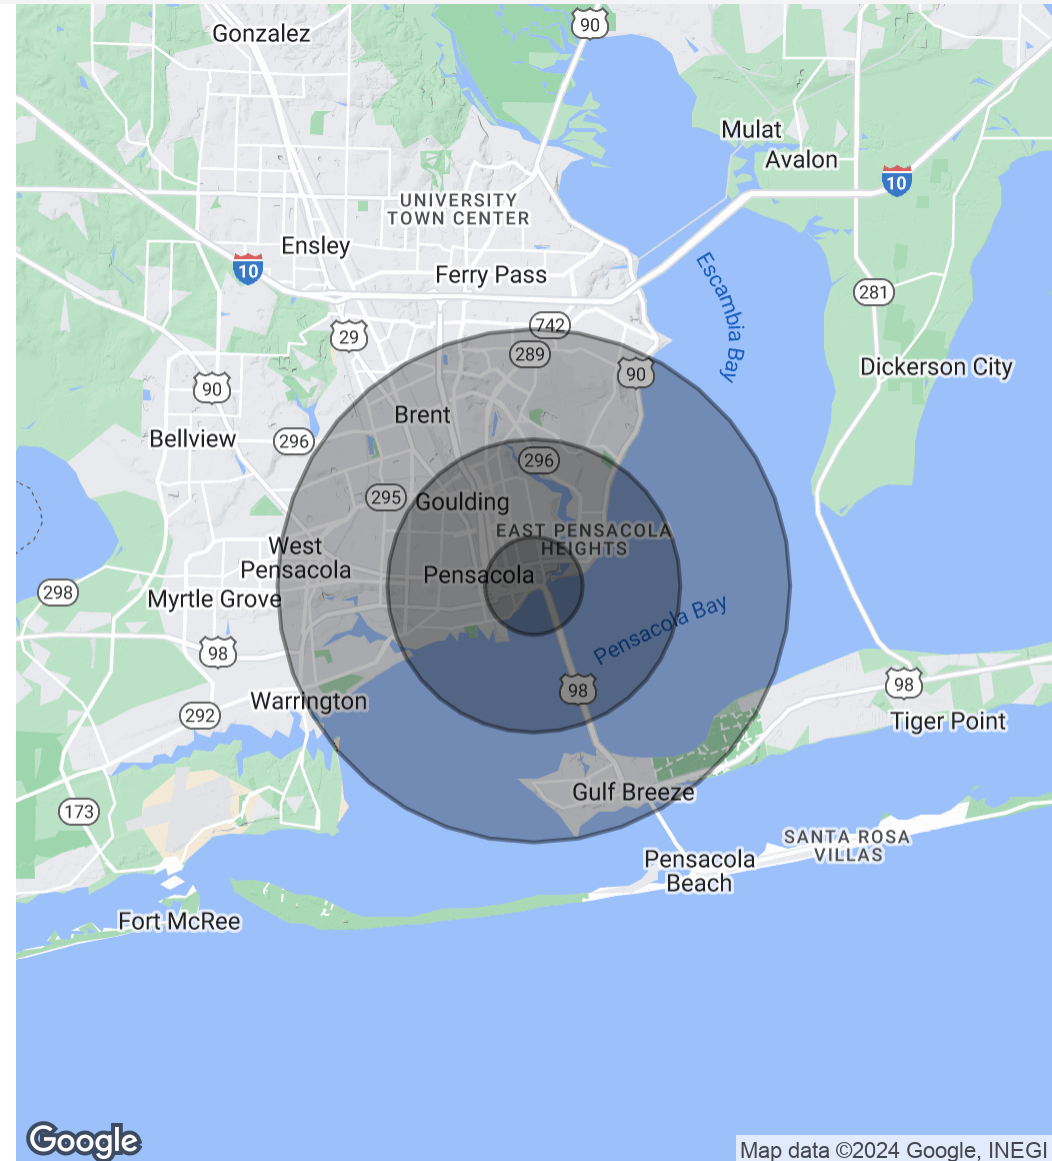 90
Gonzalez
Mulat
Avalon
10
UNIVERSITY
TOWN CENTER
Ensley
10
Ferry Pass
Escambia Bay
281
742
29
289
90
90
Dickerson City
Brent
Bellview
296
296
295
Goulding
EAST PENSACOLA
HEIGHTS
West
Pensacola
Pensacola
298
Myrtle Grove
Pensacola Bay
98
98
98
Warrington
292
Tiger Point
Gulf Breeze
173
SANTA ROSA
VILLAS
Pensacola
Beach
Fort McRee
Google
Map data ©2024 Google, INEGI